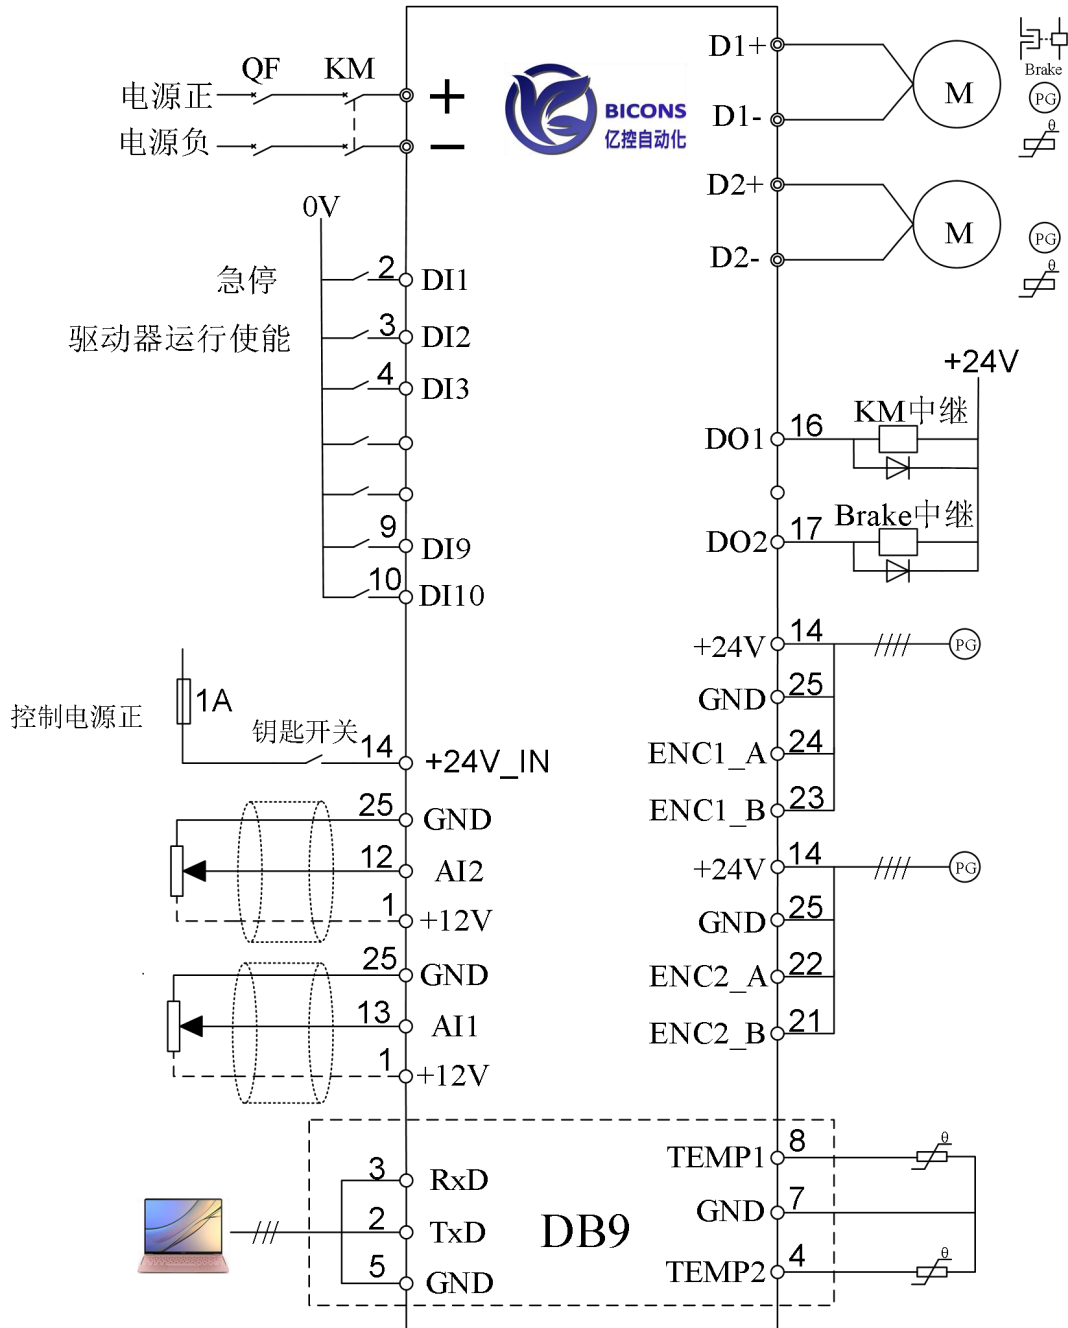 QF KM
电源正
+
电源负
−
BICONS
亿控自动化
D1+
M
Brake
PG
θ
D1-
D2+
M
PG
θ
D2-
0V
急停
2
DI1
驱动器运行使能
3
DI2
4
DI3
9
DI9
10
DI10
+24V
DO1
16
KM中继
DO2
17
Brake中继
控制电源正
1A
钥匙开关
14
+24V_IN
25
GND
12
AI2
1
+12V
25
GND
13
AI1
1
+12V
+24V
14
PG
GND
25
ENC1_A
24
ENC1_B
23
+24V
14
PG
GND
25
ENC2_A
22
ENC2_B
21
3
RxD
2
TxD
5
GND
DB9
TEMP1
8
θ
GND
7
TEMP2
4
θ